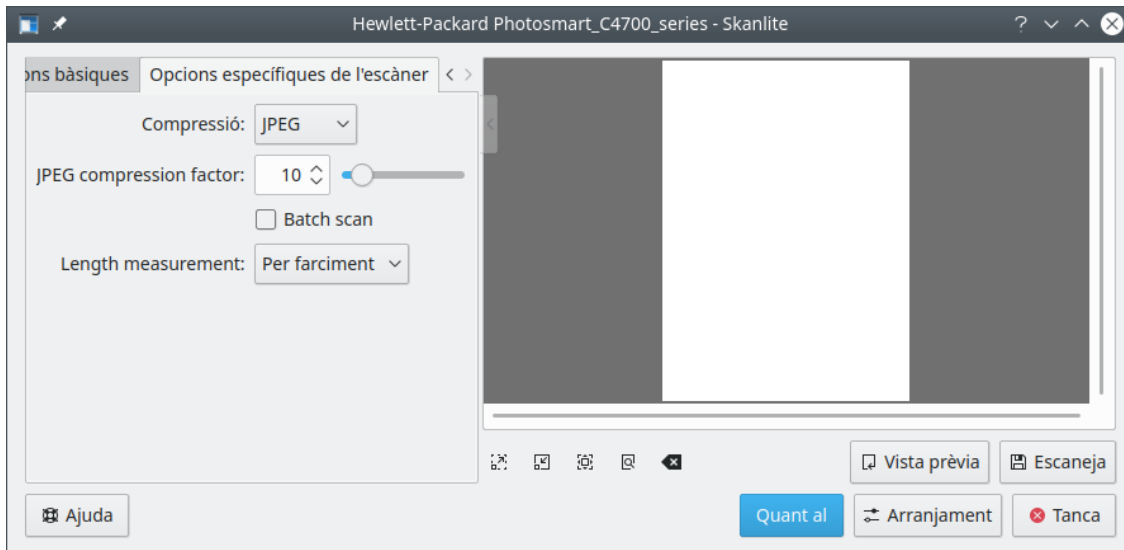 Hewlett-Packard Photosmart_C4700_series - Skanlite
ons bàsiques
Opcions específiques de l'escàner
Compressió: JPEG
JPEG compression factor: 10
Batch scan
Length measurement: Per farciment
Vista prèvia
Escaneja
Ajuda
Quant al
Arranjament
Tanca